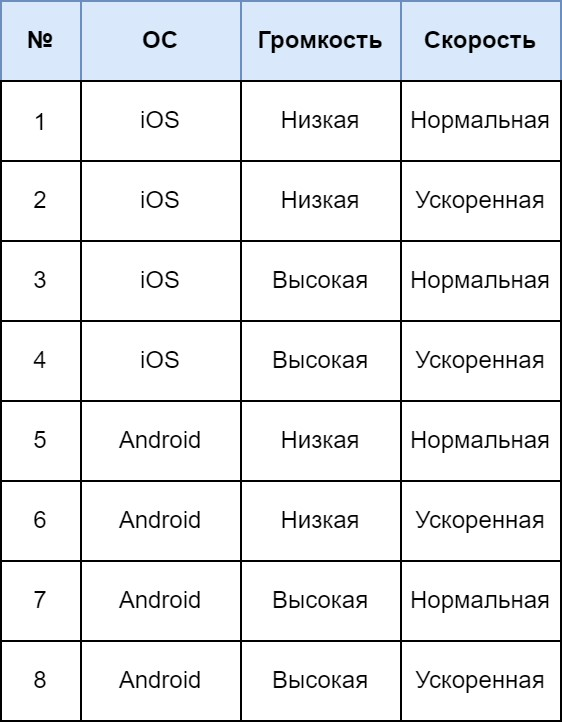 № ОС Громкость Скорость
1 iOS Низкая Нормальная
2 iOS Низкая Ускоренная
3 iOS Высокая Нормальная
4 iOS Высокая Ускоренная
5 Android Низкая Нормальная
6 Android Низкая Ускоренная
7 Android Высокая Нормальная
8 Android Высокая Ускоренная